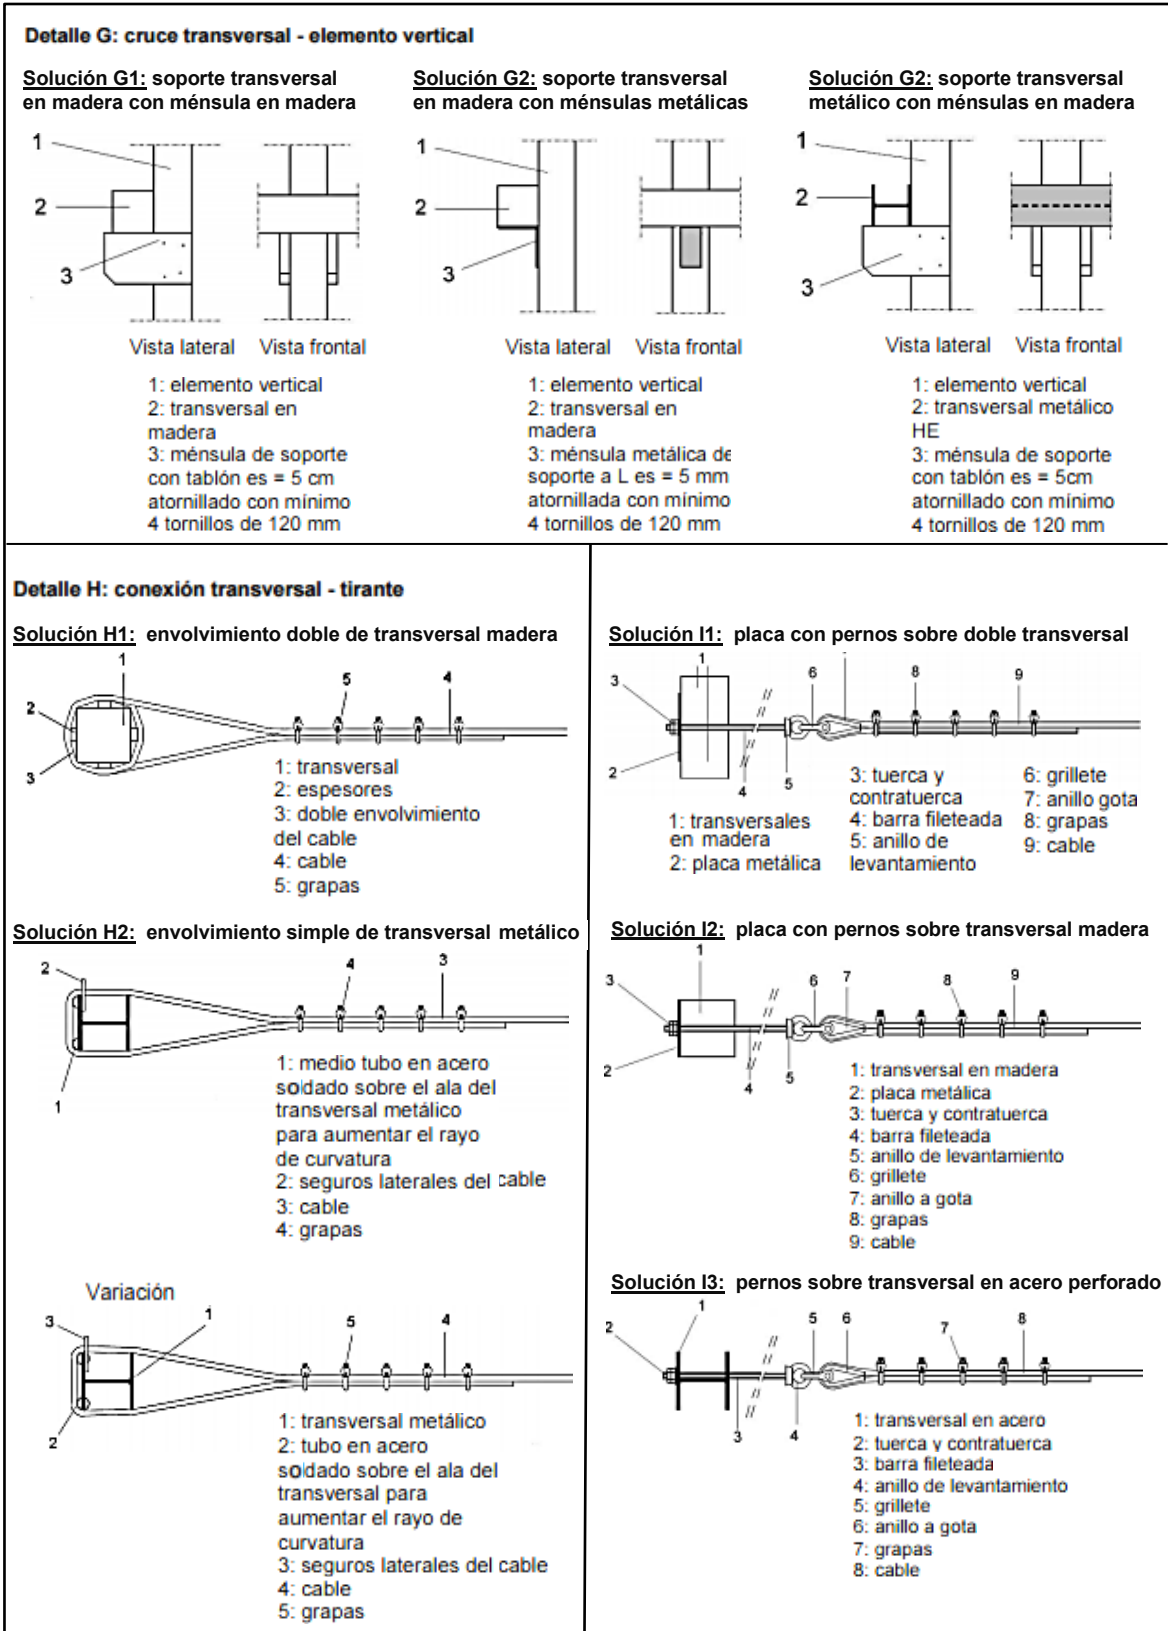 Detalle G: cruce transversal - elemento vertical
Solución G1: soporte transversal
en madera con ménsula en madera
1
2
3
Vista lateral Vista frontal
1: elemento vertical
2: transversal en
madera
3: ménsula de soporte
con tablón es = 5 cm
atornillado con mínimo
4 tornillos de 120 mm
Solución G2: soporte transversal
en madera con ménsulas metálicas
1
2
3
Vista lateral Vista frontal
1: elemento vertical
2: transversal en
madera
3: ménsula metálica de
soporte a L es = 5 mm
atornillada con mínimo
4 tornillos de 120 mm
Solución G2: soporte transversal
metálico con ménsulas en madera
1
2
3
Vista lateral Vista frontal
1: elemento vertical
2: transversal metálico
HE
3: ménsula de soporte
con tablón es = 5cm
atornillado con mínimo
4 tornillos de 120 mm
Detalle H: conexión transversal - tirante
Solución H1: envolvimiento doble de transversal madera
1
5
4
2
3
1: transversal
2: espesores
3: doble envolvimiento
del cable
4: cable
5: grapas
Solución H2: envolvimiento simple de transversal metálico
2
4
3
1
1: medio tubo en acero
soldado sobre el ala del
transversal metálico
para aumentar el rayo
de curvatura
2: seguros laterales del cable
3: cable
4: grapas
Variación
3
1
5
4
2
1: transversal metálico
2: tubo en acero
soldado sobre el ala del
transversal para
aumentar el rayo de
curvatura
3: seguros laterales del cable
4: cable
5: grapas
Solución I1: placa con pernos sobre doble transversal
1
3
6
8
9
2
4
5
1: transversales
en madera
2: placa metálica
3: tuerca y
contratuerca
4: barra fileteada
5: anillo de
levantamiento
6: grillete
7: anillo gota
8: grapas
9: cable
Solución I2: placa con pernos sobre transversal madera
1
3
6
7
8
9
2
4
5
1: transversal en madera
2: placa metálica
3: tuerca y contratuerca
4: barra fileteada
5: anillo de levantamiento
6: grillete
7: anillo a gota
8: grapas
9: cable
Solución I3: pernos sobre transversal en acero perforado
1
2
5
6
7
8
3
4
1: transversal en acero
2: tuerca y contratuerca
3: barra fileteada
4: anillo de levantamiento
5: grillete
6: anillo a gota
7: grapas
8: cable